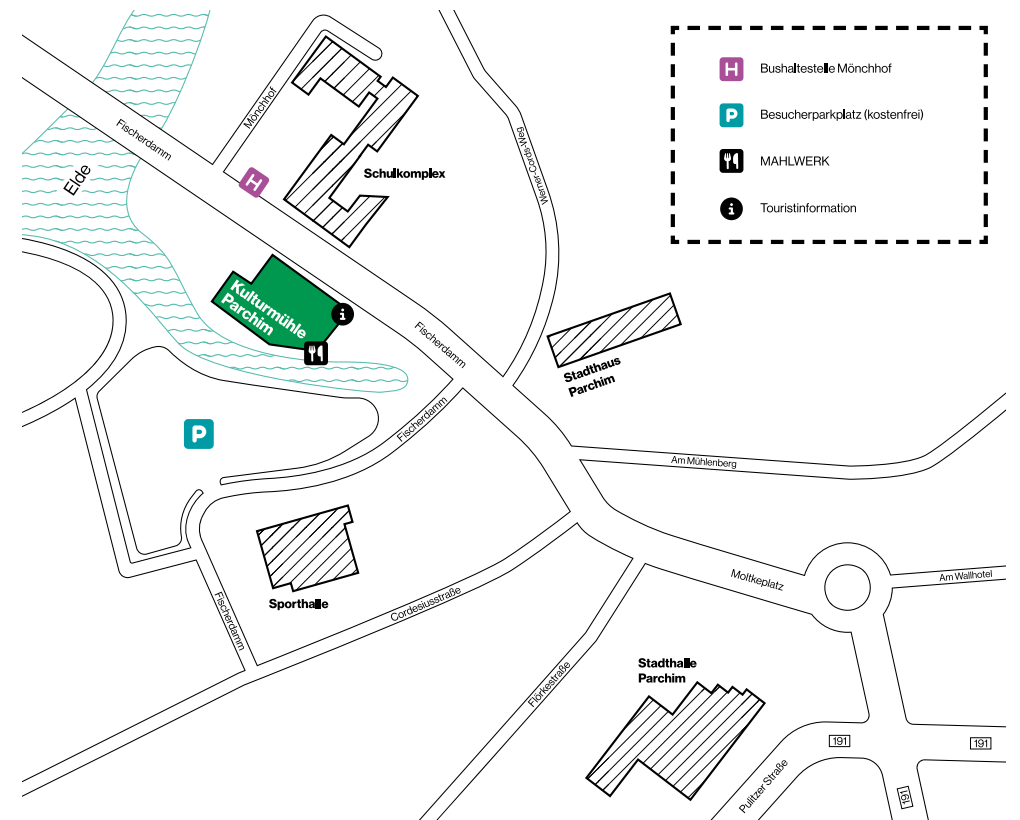 H
Bushaltestelle Mönchhof
P
Besucherparkplatz (kostenfrei)
MAHLWERK
i
Touristinformation
Mönchhof
Fischerdamm
Elde
H
Schulkomplex
Werner-Cords-Weg
Kulturmühle
Parchim
i
Fischerdamm
Stadthaus
Parchim
P
Fischerdamm
Am Mühlenberg
Sporthalle
Fischerdamm
Cordesiusstraße
Moltkeplatz
Am Wallhotel
Flörkestraße
Stadthalle
Parchim
191
191
Pulitzer Straße
191